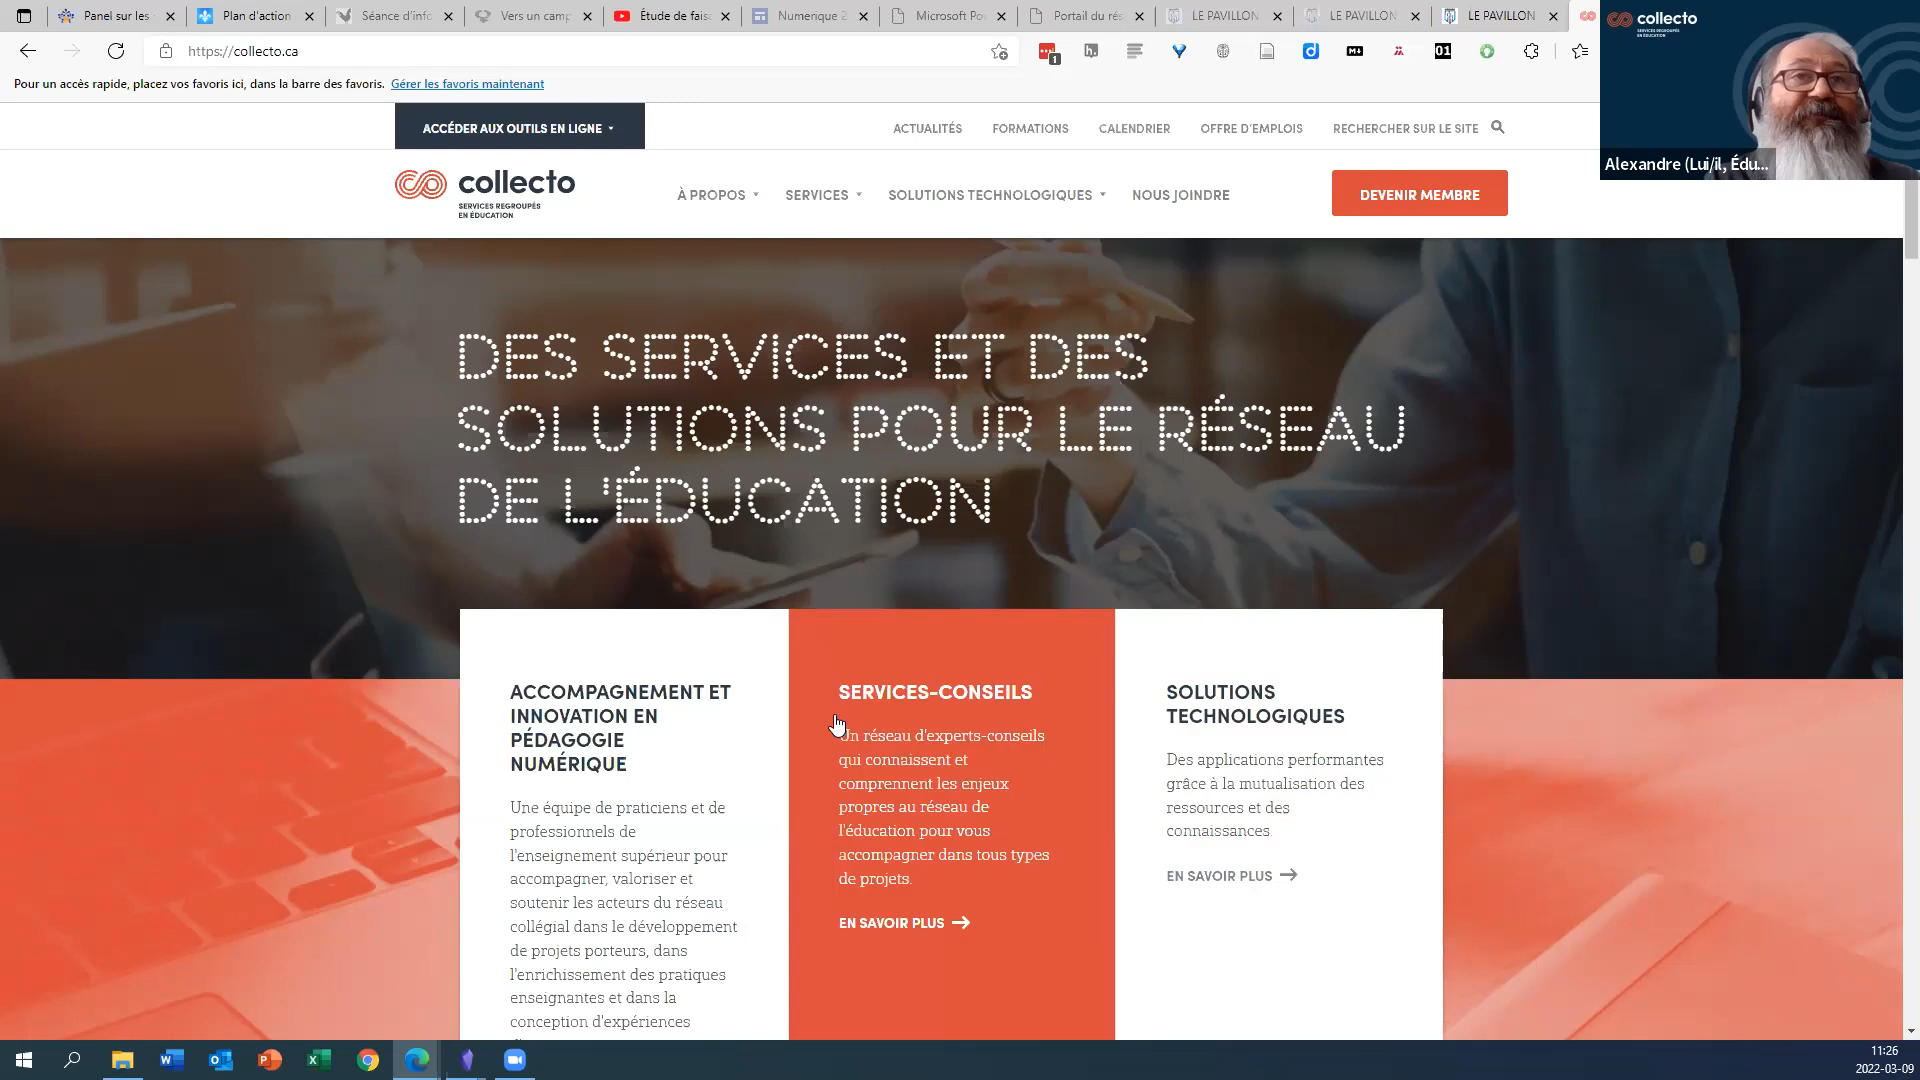 Panel sur les
Plan d'action
Séance d'info
Vers un camp
Étude de fais
Numerique 2
Microsoft Po
Portail du rés
LE PAVILLON
LE PAVILLON
LE PAVILLON
https://collecto.ca
1
h.
d
M
01
Pour un accès rapide, placez vos favoris ici, dans la barre des favoris. Gérer les favoris maintenant
collecto
SERVICES REGROUPÉS
EN ÉDUCATION
Alexandre (Lui/il, Édu...
ACCÉDER AUX OUTILS EN LIGNE
ACTUALITÉS
FORMATIONS
CALENDRIER
OFFRE D'EMPLOIS
RECHERCHER SUR LE SITE
collecto
SERVICES REGROUPÉS
EN ÉDUCATION
À PROPOS
SERVICES
SOLUTIONS TECHNOLOGIQUES
NOUS JOINDRE
DEVENIR MEMBRE
DES SERVICES ET DES
SOLUTIONS POUR LE RÉSEAU
DE L'ÉDUCATION
ACCOMPAGNEMENT ET
INNOVATION EN
PÉDAGOGIE
NUMÉRIQUE
Une équipe de praticiens et de
professionnels de
l'enseignement supérieur pour
accompagner, valoriser et
soutenir les acteurs du réseau
collégial dans le développement
de projets porteurs, dans
l'enrichissement des pratiques
enseignantes et dans la
conception d'expériences
SERVICES-CONSEILS
Un réseau d'experts-conseils
qui connaissent et
comprennent les enjeux
propres au réseau de
l'éducation pour vous
accompagner dans tous types
de projets.
EN SAVOIR PLUS
SOLUTIONS
TECHNOLOGIQUES
Des applications performantes
grâce à la mutualisation des
ressources et des
connaissances.
EN SAVOIR PLUS
11:26
2022-03-09